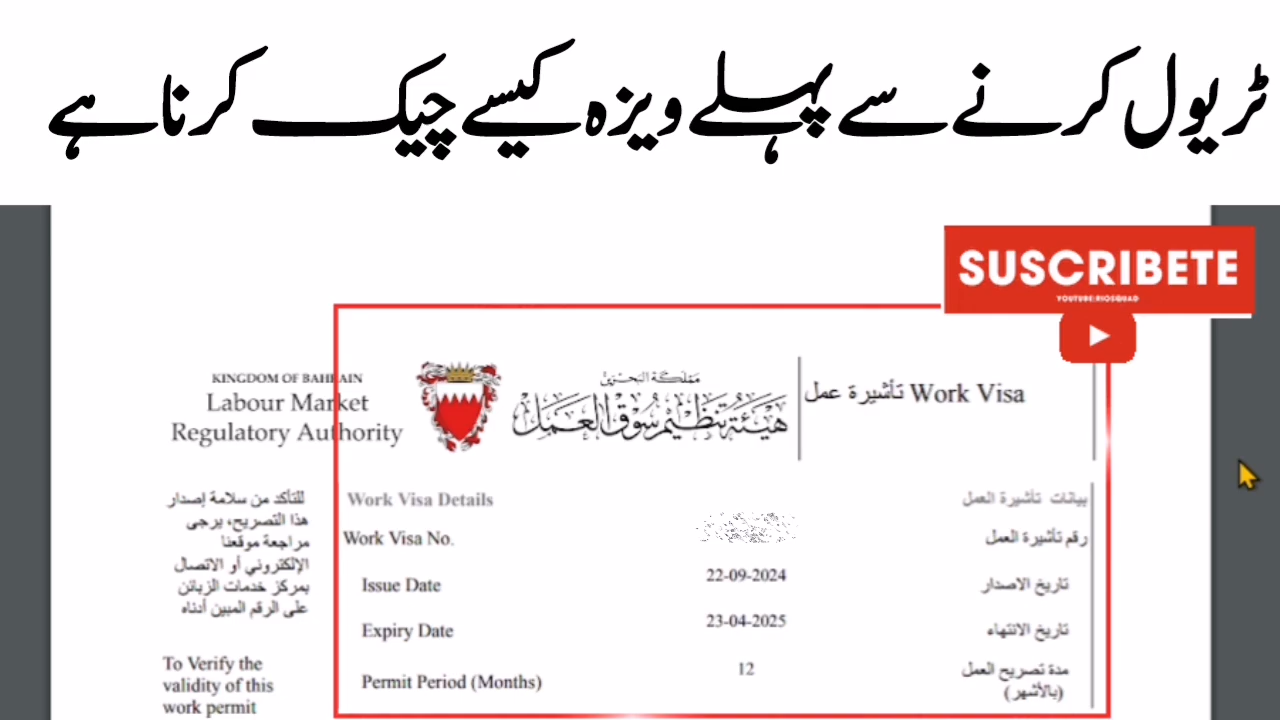 ٹریول کرنے سے پہلے ویزہ کیسے چیک کرنا ہے
SUSCRIBETE
YOUTUBE:RIOSQUAD
KINGDOM OF BAHRAIN
Labour Market
Regulatory Authority
مملكة البحرين
هيئة تنظيم سوق العمل
تأشيرة عمل Work Visa
للتأكد من سلامة إصدار
هذا التصريح، يرجى
مراجعة موقعنا
الإلكتروني أو الاتصال
بمركز خدمات الزبائن
على الرقم المبين أدناه
To Verify the
validity of this
work permit
Work Visa Details بيانات تأشيرة العمل
Work Visa No. رقم تأشيرة العمل
Issue Date 22-09-2024 تاريخ الاصدار
Expiry Date 23-04-2025 تاريخ الانتهاء
Permit Period (Months) 12 مدة تصريح العمل
(بالأشهر)